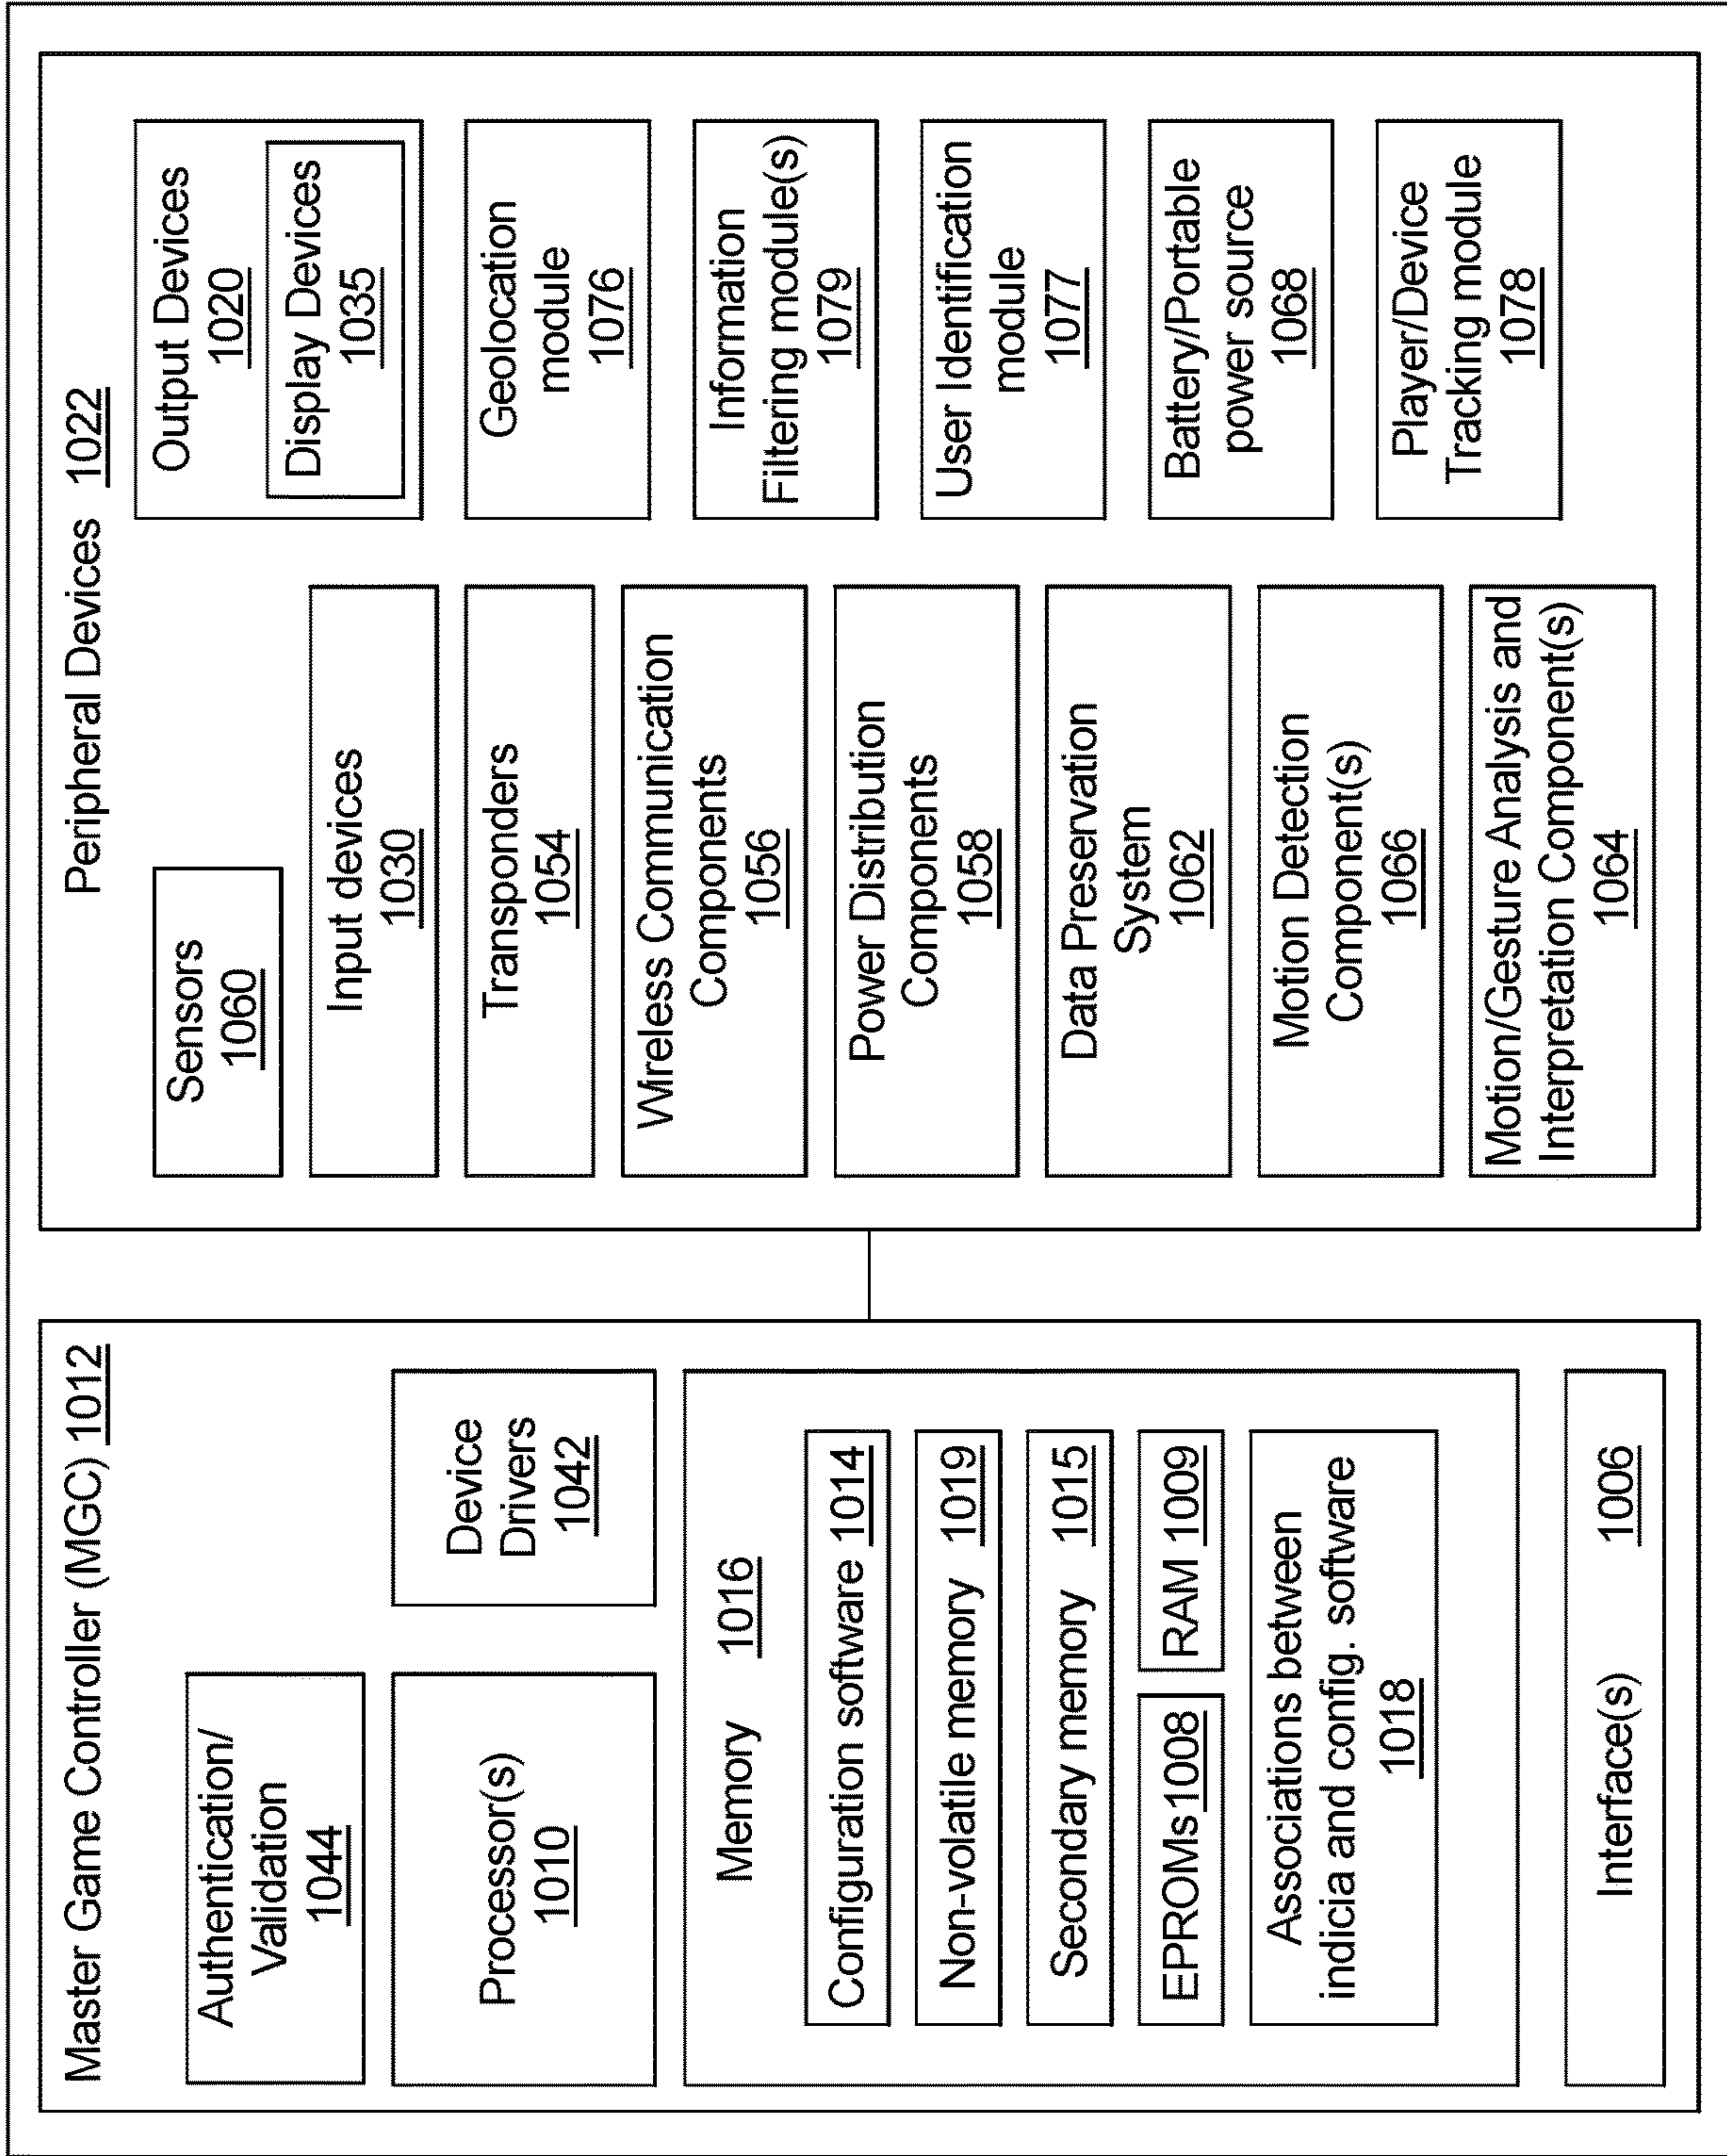 Master Game Controller (MGC) 1012
Authentication/
Validation
1044
Processor(s)
1010
Device
Drivers
1042
Memory 1016
Configuration software 1014
Non-volatile memory 1019
Secondary memory 1015
EPROMs 1008
RAM 1009
Associations between
indicia and config. software
1018
Interface(s) 1006
Peripheral Devices 1022
Sensors
1060
Input devices
1030
Transponders
1054
Wireless Communication
Components
1056
Power Distribution
Components
1058
Data Preservation
System
1062
Motion Detection
Component(s)
1066
Motion/Gesture Analysis and
Interpretation Component(s)
1064
Output Devices
1020
Display Devices
1035
Geolocation
module
1076
Information
Filtering module(s)
1079
User Identification
module
1077
Battery/Portable
power source
1068
Player/Device
Tracking module
1078